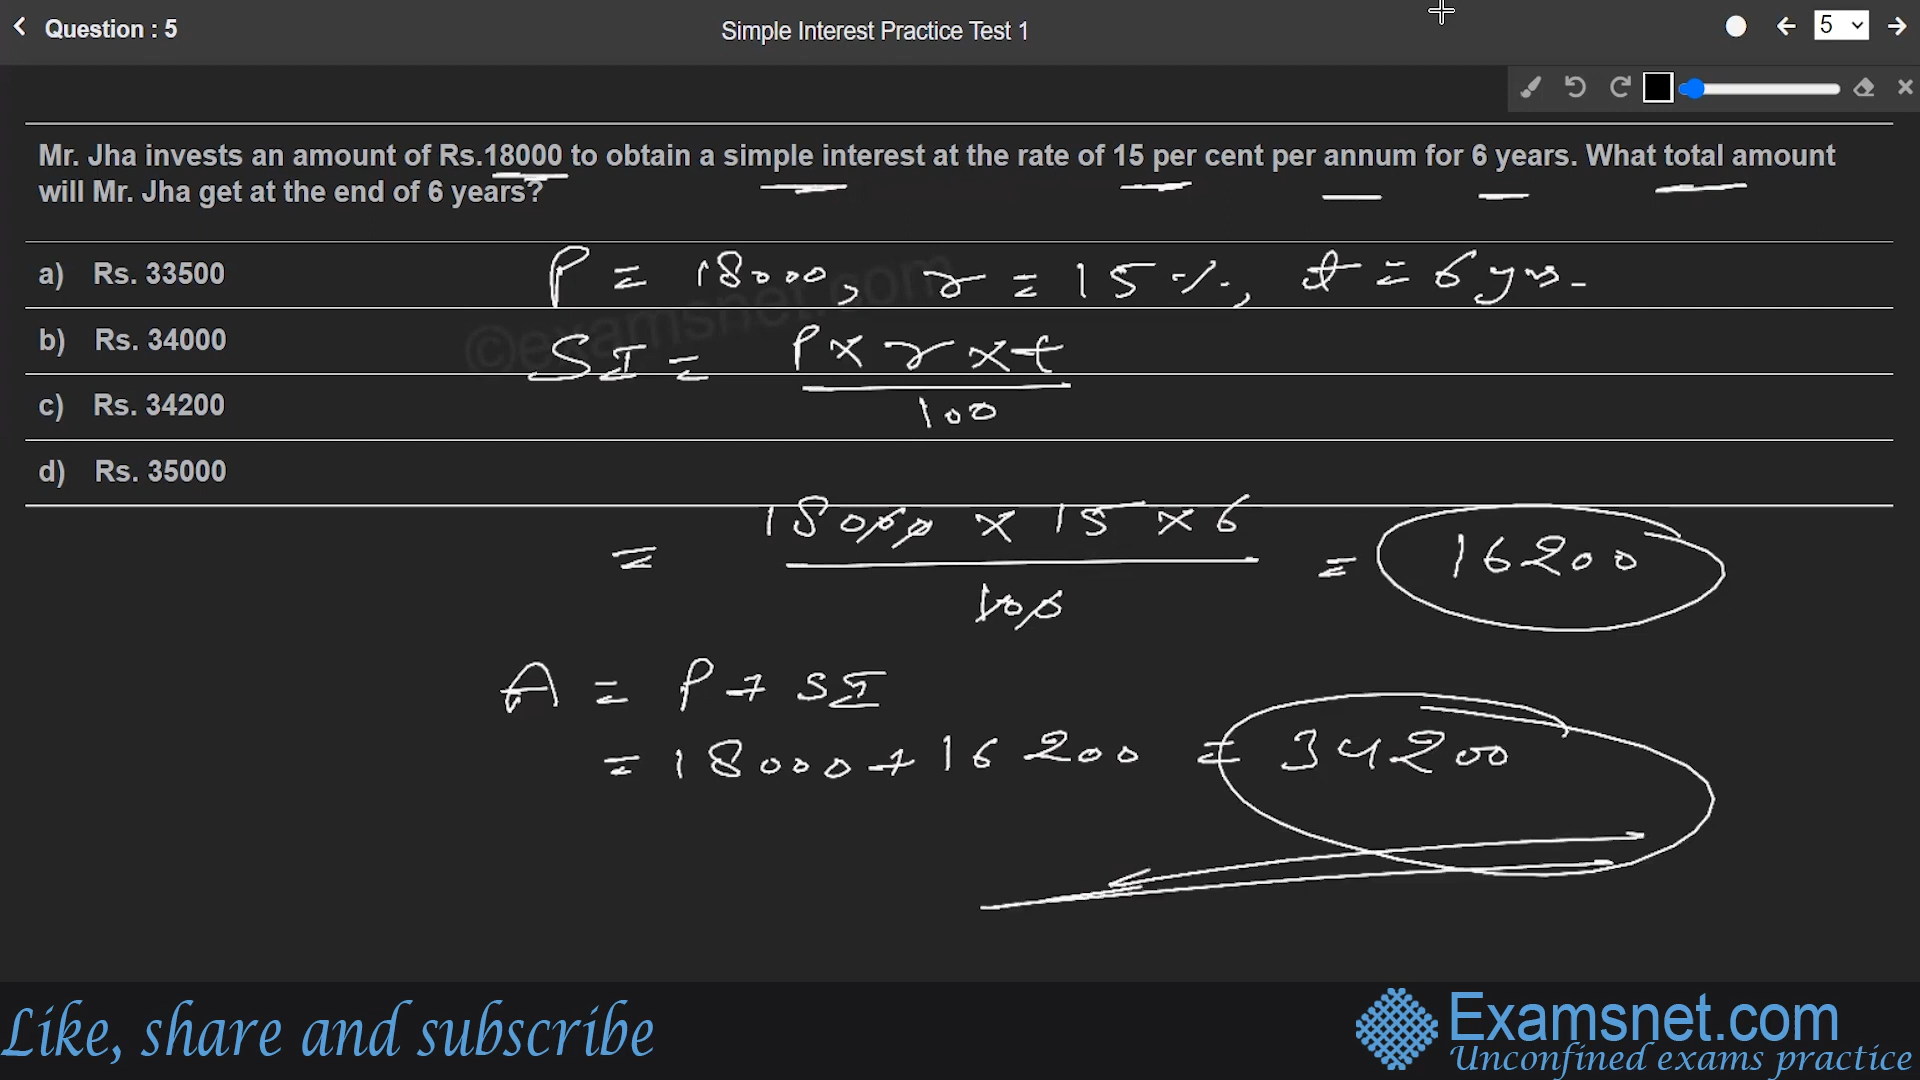 Question : 5
Simple Interest Practice Test 1
5
Mr. Jha invests an amount of Rs.18000 to obtain a simple interest at the rate of 15 per cent per annum for 6 years. What total amount
will Mr. Jha get at the end of 6 years?
a) Rs. 33500
b) Rs. 34000
c) Rs. 34200
d) Rs. 35000
©examsnet.com
P = 18000, r = 15 %, t = 6 yrs.
SI = P x r x t
100
= 18000 x 15 x 6
100
= 16200
A = P + SI
= 18000 + 16200 = 34200
Like, share and subscribe
Examsnet.com
Unconfined exams practice